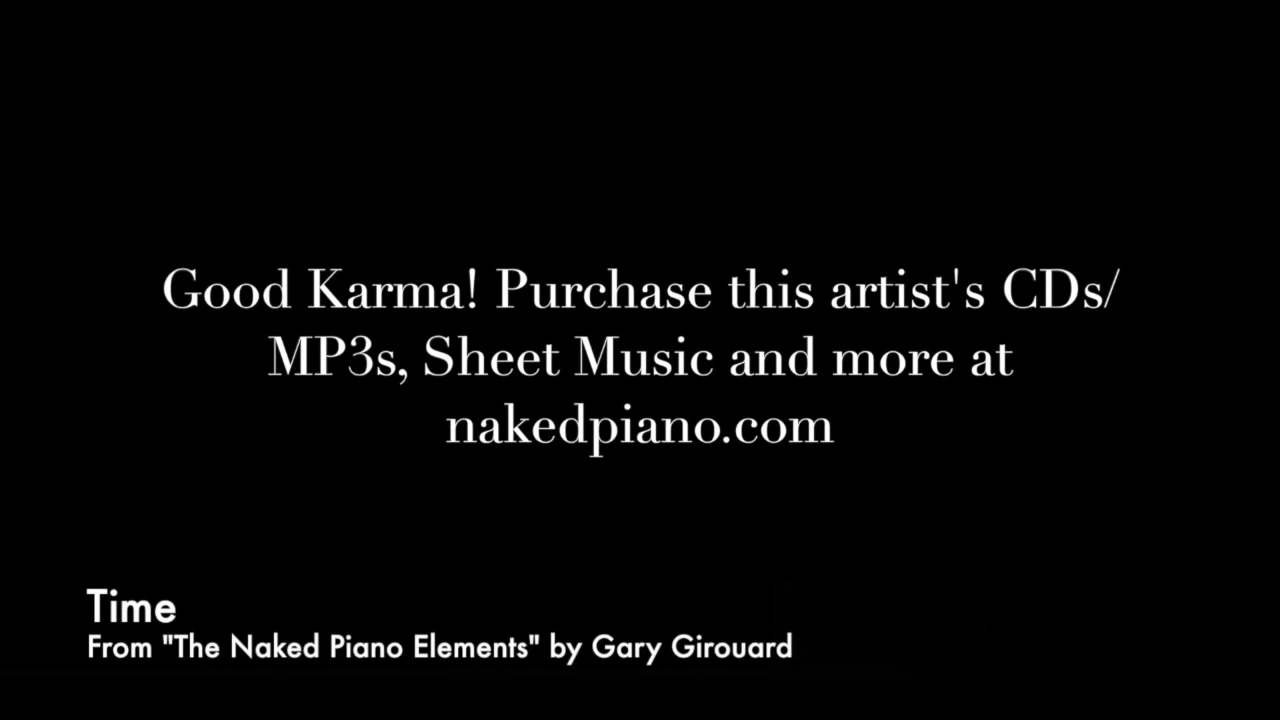 Good Karma! Purchase this artist's CDs/
MP3s, Sheet Music and more at
nakedpiano.com
Time
From "The Naked Piano Elements" by Gary Girouard